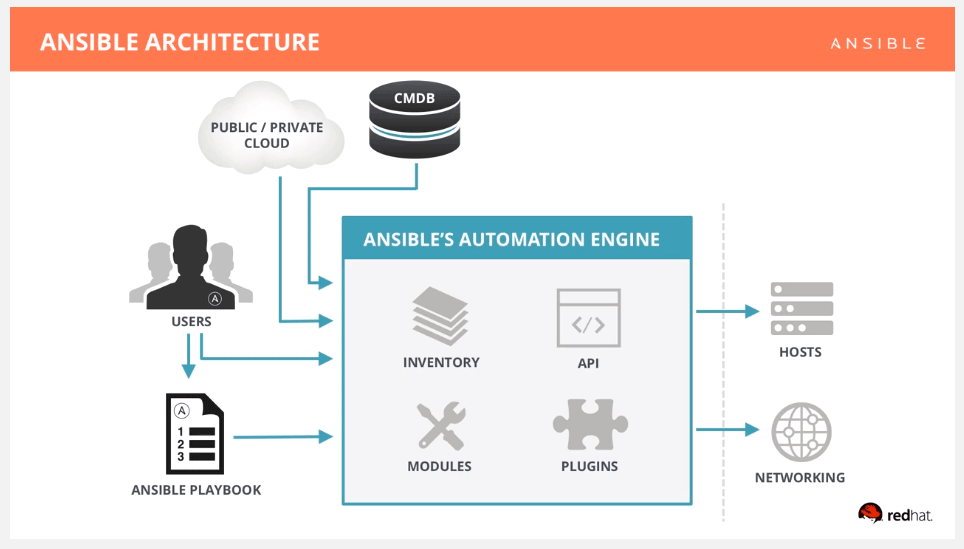 ANSIBLE ARCHITECTURE
ANSIBLE
PUBLIC / PRIVATE
CLOUD
CMDB
ANSIBLE'S AUTOMATION ENGINE
A
USERS
INVENTORY
</>
API
HOSTS
A
1
2
3
ANSIBLE PLAYBOOK
MODULES
PLUGINS
NETWORKING
redhat.